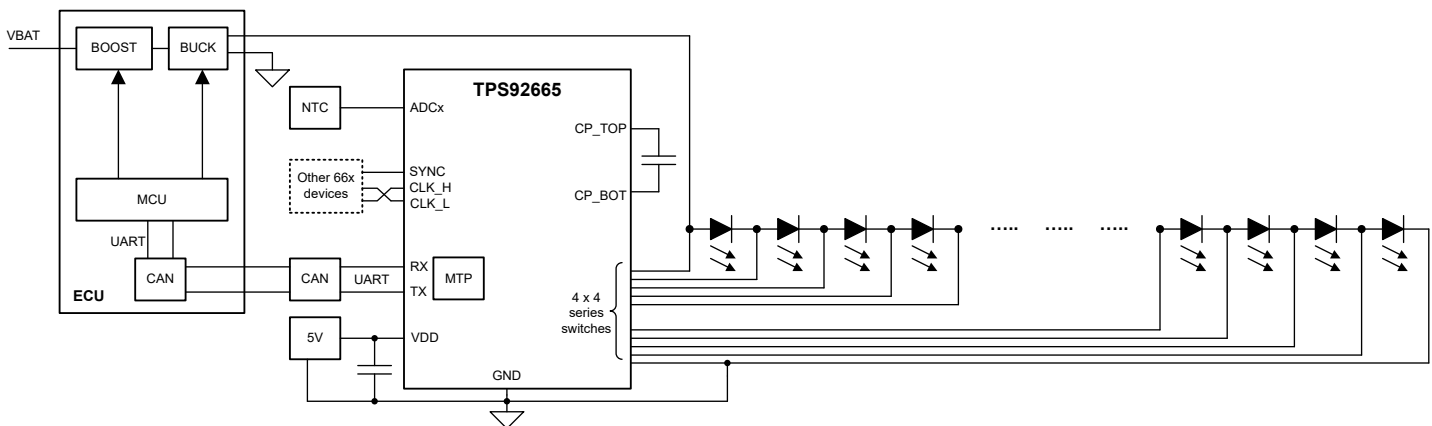 VBAT
BOOST
BUCK
MCU
UART
CAN
ECU
NTC
Other 66x
devices
CAN
UART
5V
TPS92665
ADCx
SYNC
CLK_H
CLK_L
RX
TX
MTP
VDD
GND
CP_TOP
CP_BOT
4 x 4
series
switches
..... ..... .....